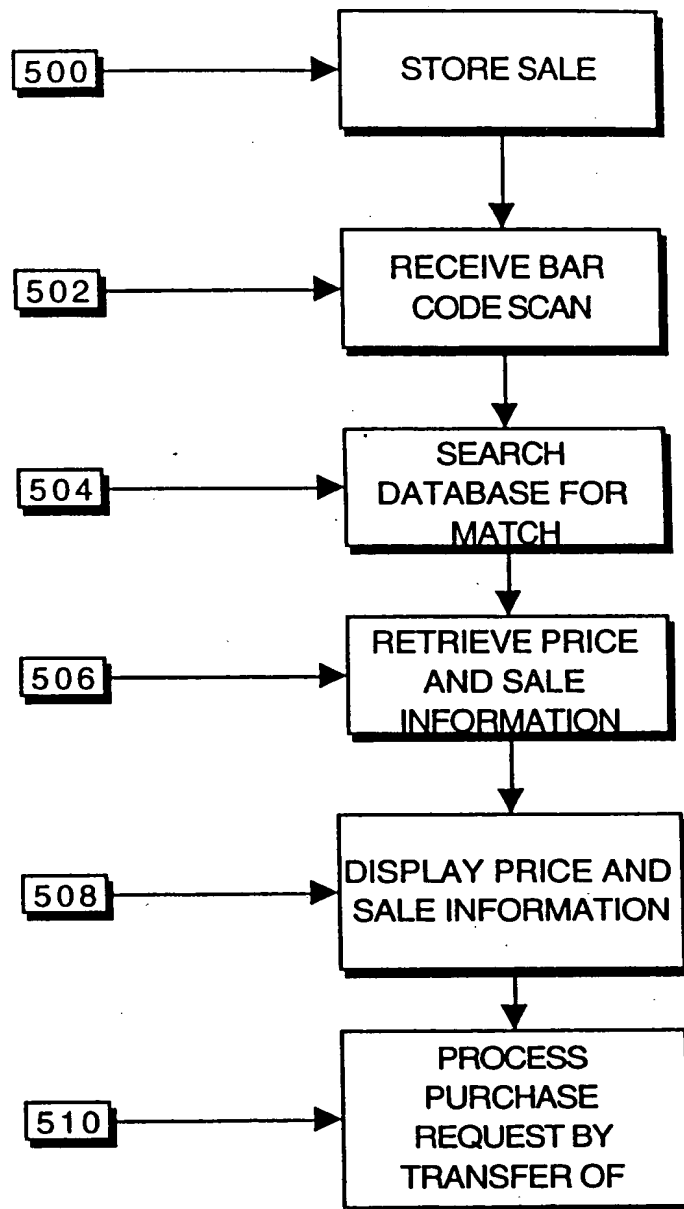 500
STORE SALE
502
RECEIVE BAR
CODE SCAN
504
SEARCH
DATABASE FOR
MATCH
506
RETRIEVE PRICE
AND SALE
INFORMATION
508
DISPLAY PRICE AND
SALE INFORMATION
510
PROCESS
PURCHASE
REQUEST BY
TRANSFER OF